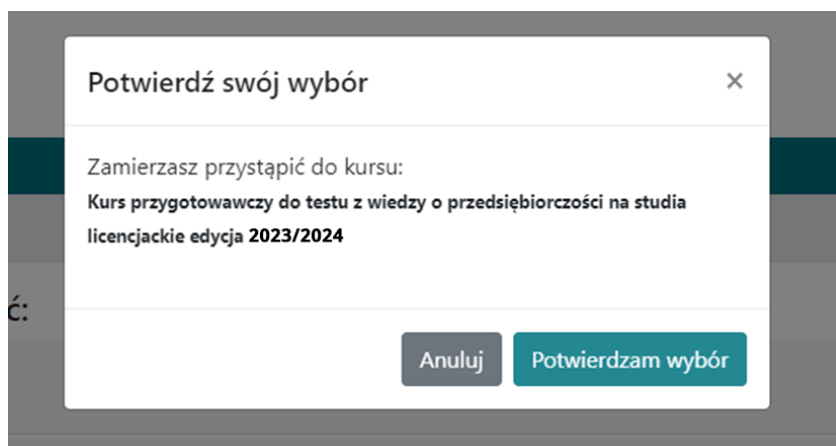 Potwierdź swój wybór ×
Zamierzasz przystąpić do kursu:
Kurs przygotowawczy do testu z wiedzy o przedsiębiorczości na studia
licencjackie edycja 2023/2024
ć:
Anuluj Potwierdzam wybór